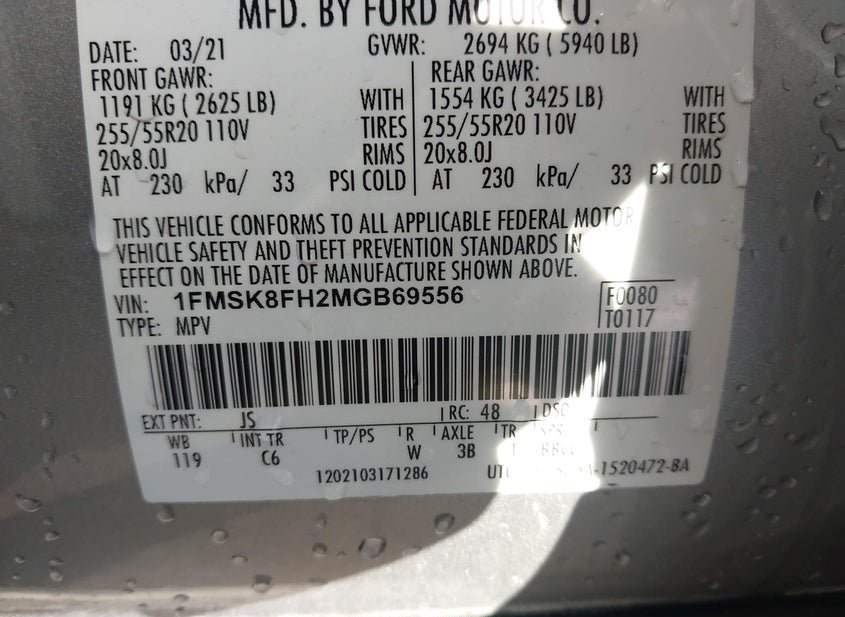 MFD. BY FORD MOTOR CO.
DATE: 03/21 GVWR: 2694 KG ( 5940 LB)
FRONT GAWR: REAR GAWR:
1191 KG ( 2625 LB) WITH 1554 KG ( 3425 LB) WITH
255/55R20 110V TIRES 255/55R20 110V TIRES
20x8.0J RIMS 20x8.0J RIMS
AT 230 kPa/ 33 PSI COLD AT 230 kPa/ 33 PSI COLD
THIS VEHICLE CONFORMS TO ALL APPLICABLE FEDERAL MOTOR
VEHICLE SAFETY AND THEFT PREVENTION STANDARDS IN
EFFECT ON THE DATE OF MANUFACTURE SHOWN ABOVE.
VIN: 1FMSK8FH2MGB69556 F0080
TYPE: MPV T0117
EXT PNT: JS RC: 48 DSO
WB INT TR TP/PS R AXLE TR SPR
119 C6 W 3B
1202103171286 -1520472-BA